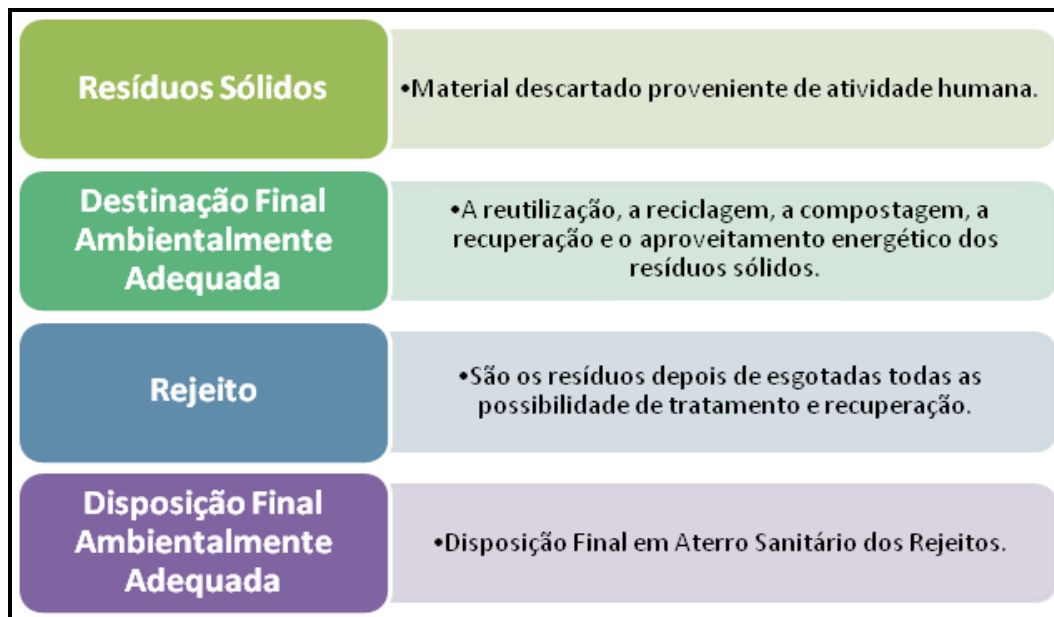 Resíduos Sólidos
•Material descartado proveniente de atividade humana.
Destinação Final
Ambientalmente
Adequada
•A reutilização, a reciclagem, a compostagem, a
recuperação e o aproveitamento energético dos
resíduos sólidos.
Rejeito
•São os resíduos depois de esgotadas todas as
possibilidade de tratamento e recuperação.
Disposição Final
Ambientalmente
Adequada
•Disposição Final em Aterro Sanitário dos Rejeitos.